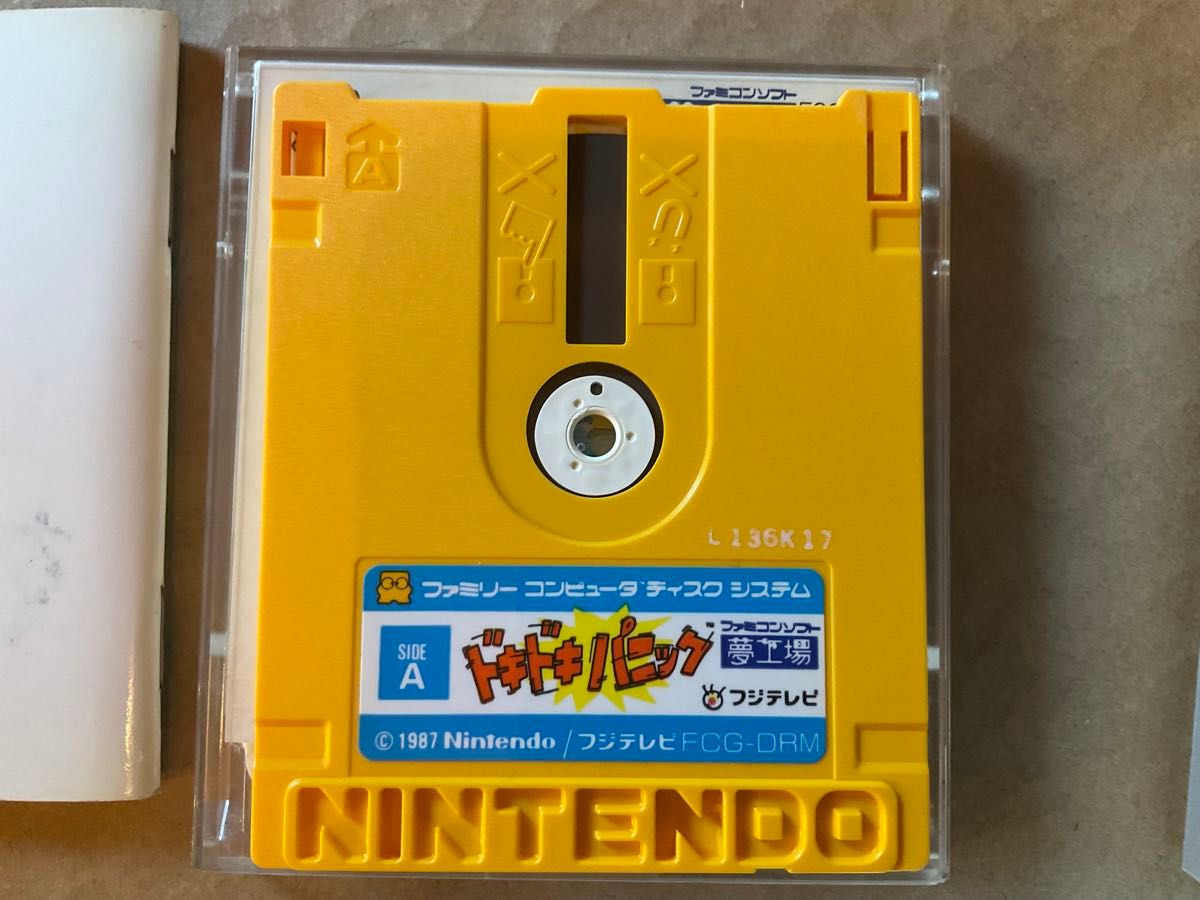 ファミコンソフト
A
L136K17
ファミリー コンピュータ ディスク システム
SIDE
A
ドキドキパニック™
ファミコンソフト
夢工場
フジテレビ
© 1987 Nintendo / フジテレビ FCG-DRM
NINTENDO